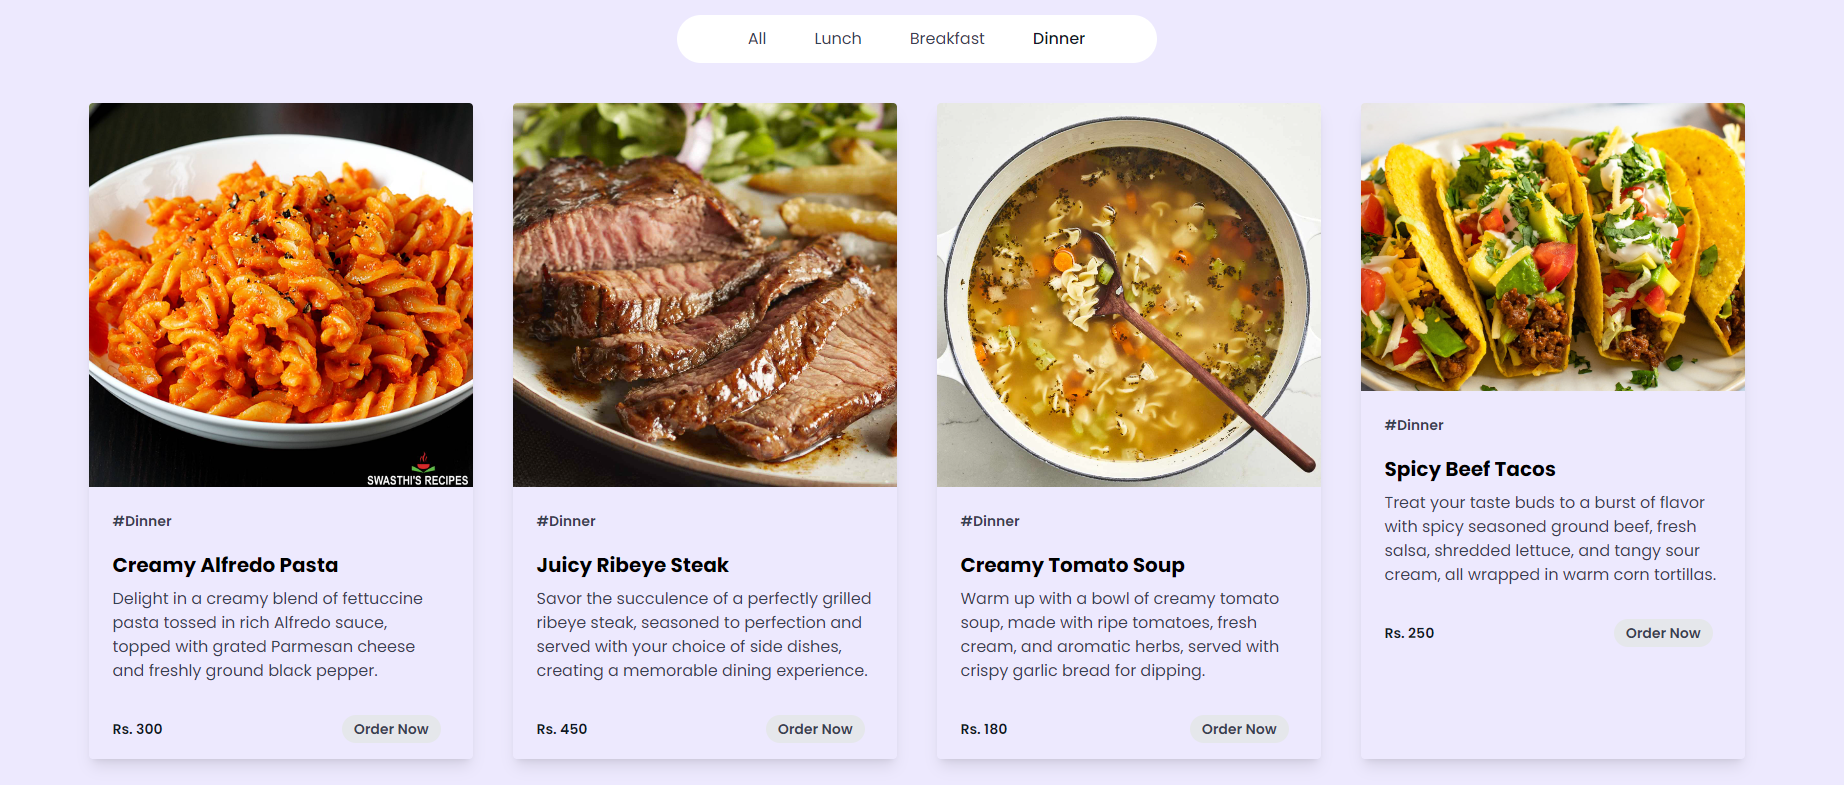 All Lunch Breakfast Dinner
SWASTHI'S RECIPES
#Dinner
Creamy Alfredo Pasta
Delight in a creamy blend of fettuccine
pasta tossed in rich Alfredo sauce,
topped with grated Parmesan cheese
and freshly ground black pepper.
Rs. 300 Order Now
#Dinner
Juicy Ribeye Steak
Savor the succulence of a perfectly grilled
ribeye steak, seasoned to perfection and
served with your choice of side dishes,
creating a memorable dining experience.
Rs. 450 Order Now
#Dinner
Creamy Tomato Soup
Warm up with a bowl of creamy tomato
soup, made with ripe tomatoes, fresh
cream, and aromatic herbs, served with
crispy garlic bread for dipping.
Rs. 180 Order Now
#Dinner
Spicy Beef Tacos
Treat your taste buds to a burst of flavor
with spicy seasoned ground beef, fresh
salsa, shredded lettuce, and tangy sour
cream, all wrapped in warm corn tortillas.
Rs. 250 Order Now